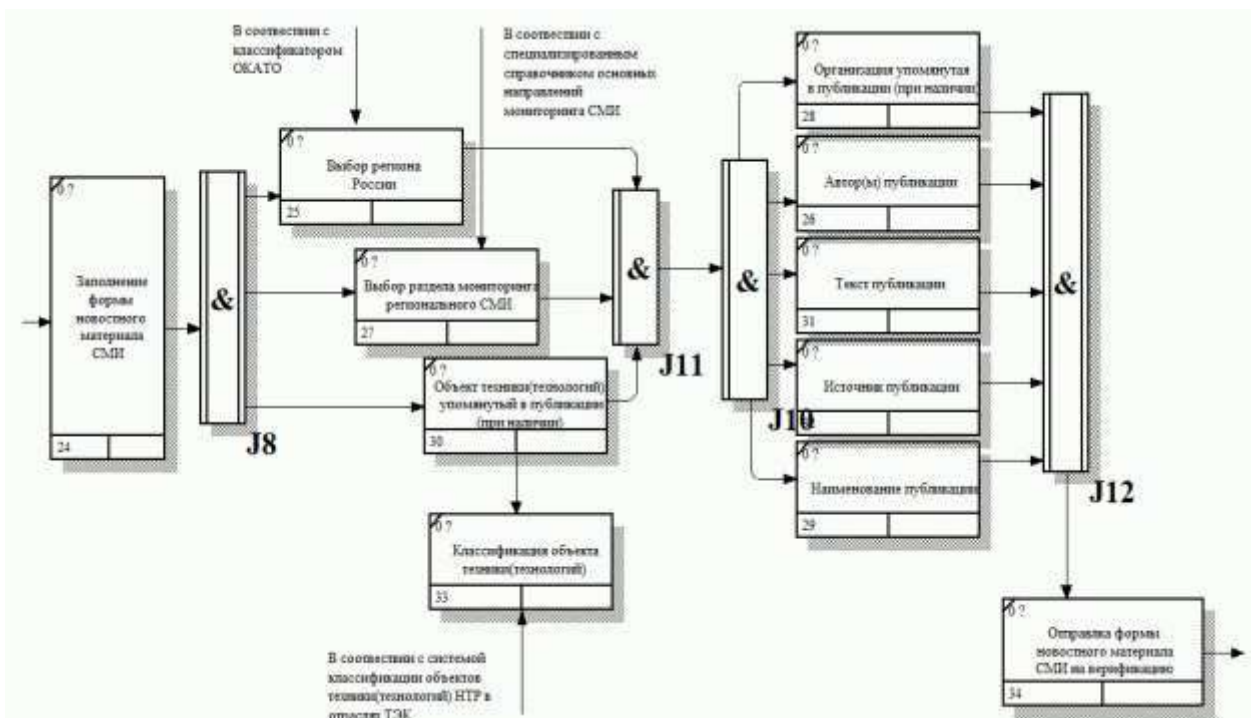 В соотвествии с
классификатором
ОКАТО
В соотвествии с
специализированным
справочником основных
направлений
мониторинга СМИ
0 ?
Заполнение
формы
новостного
материала
СМИ
24
&
J8
0 ?
Выбор региона
России
25
0 ?
Выбор раздела мониторинга
регионального СМИ
27
0 ?
Объект техники(технологий)
упомянутый в публикации
(при наличии)
30
0 ?
Классификация объекта
техники(технологий)
33
В соотвествии с системой
классификации объектов
техники(технологий) НТР в
отраслях ТЭК
&
J11
&
J10
0 ?
Организация упомянутая
в публикации (при наличии)
28
0 ?
Автор(ы) публикации
26
0 ?
Текст публикации
31
0 ?
Источник публикации
0 ?
Наименование публикации
29
&
J12
0 ?
Отправка формы
новостного материала
СМИ на верификацию
34